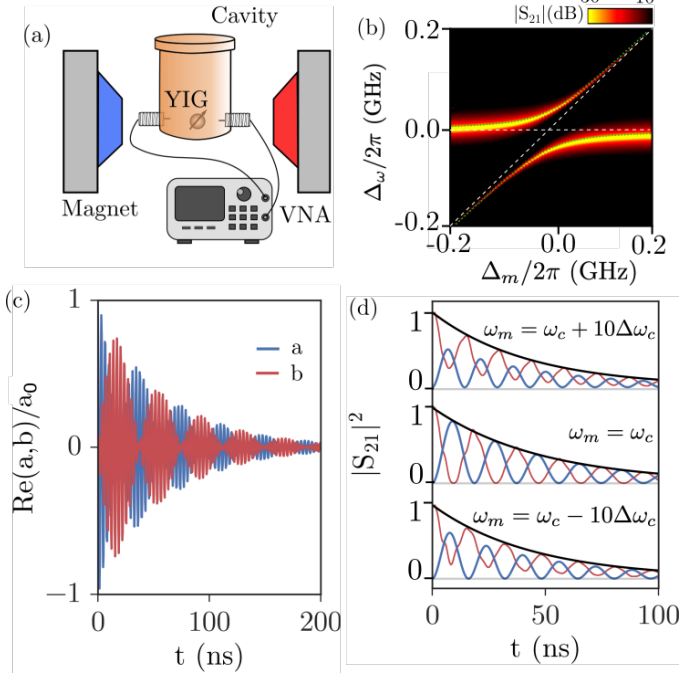 (a)
Cavity
YIG
Magnet
VNA
(b)
|S₂₁|(dB)
0.2
0.0
-0.2
Δω/2π (GHz)
-0.2
0.0
0.2
Δm/2π (GHz)
(c)
1
0
−1
Re(a,b)/a₀
a
b
0
100
200
t (ns)
(d)
ωm = ωc + 10Δωc
1
0
ωm = ωc
1
0
ωm = ωc − 10Δωc
1
0
|S₂₁|²
0
50
100
t (ns)